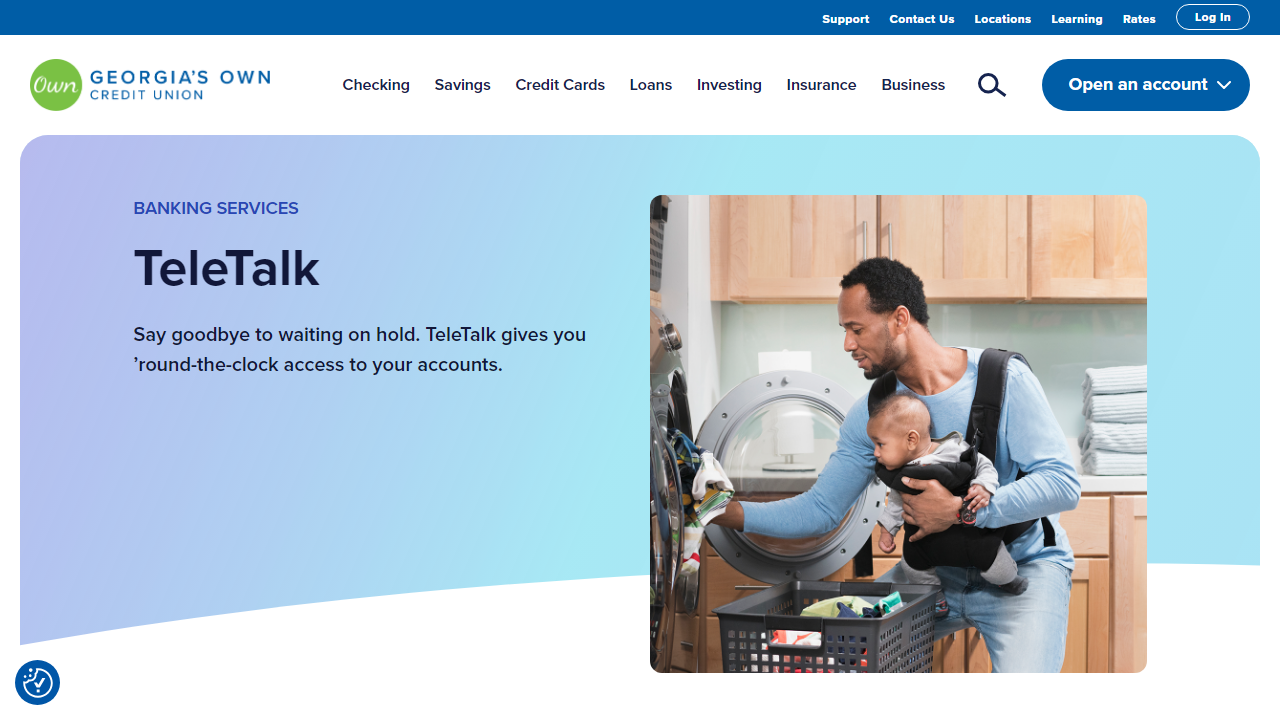 Support Contact Us Locations Learning Rates Log In
Own GEORGIA'S OWN
CREDIT UNION
Checking Savings Credit Cards Loans Investing Insurance Business Open an account
BANKING SERVICES
TeleTalk
Say goodbye to waiting on hold. TeleTalk gives you
’round-the-clock access to your accounts.